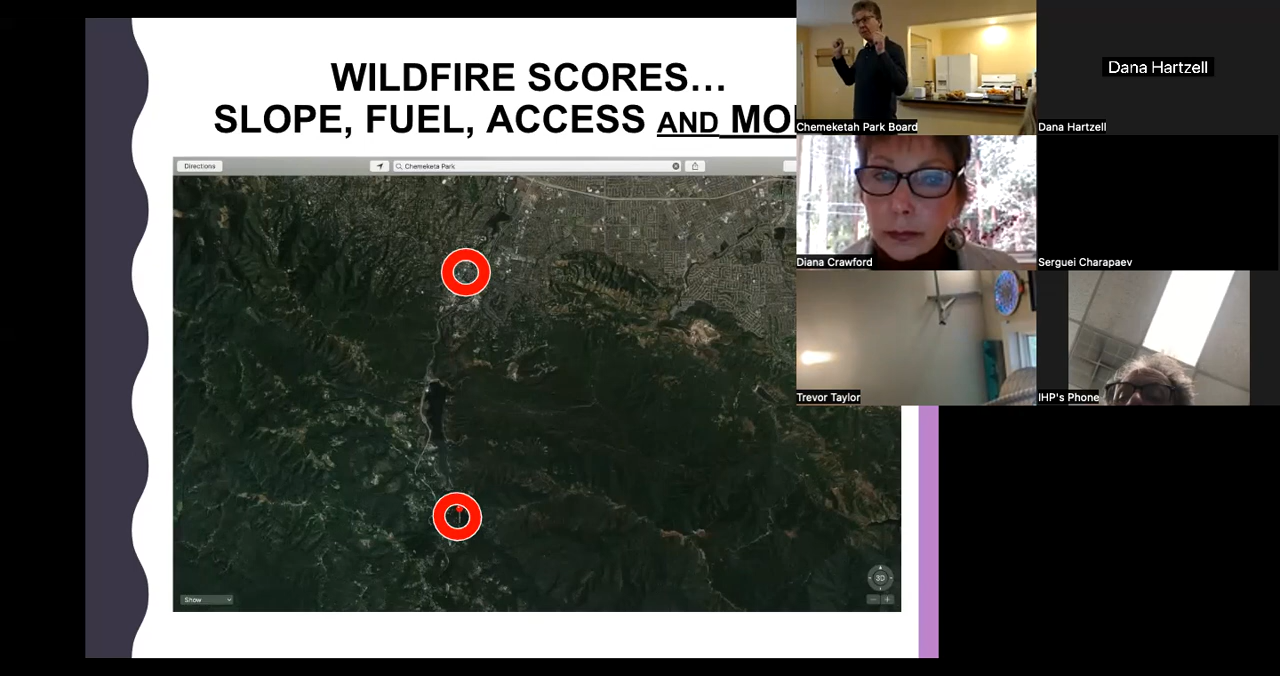 WILDFIRE SCORES...
SLOPE, FUEL, ACCESS AND MO
Directions
Chemeketa Park
Show
3D
Chemeketah Park Board
Dana Hartzell
Dana Hartzell
Diana Crawford
Serguei Charapaev
Trevor Taylor
IHP's Phone